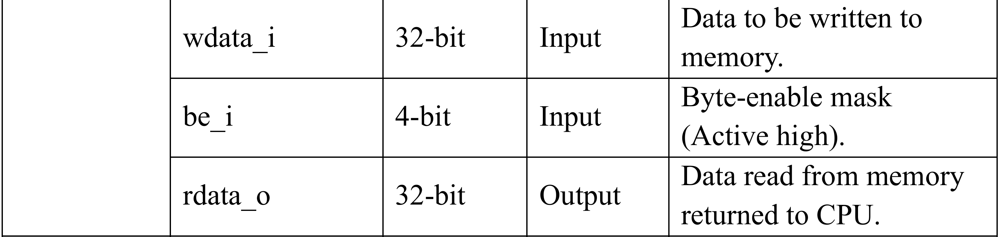 wdata_i 32-bit Input Data to be written to
memory.
be_i 4-bit Input Byte-enable mask
(Active high).
rdata_o 32-bit Output Data read from memory
returned to CPU.